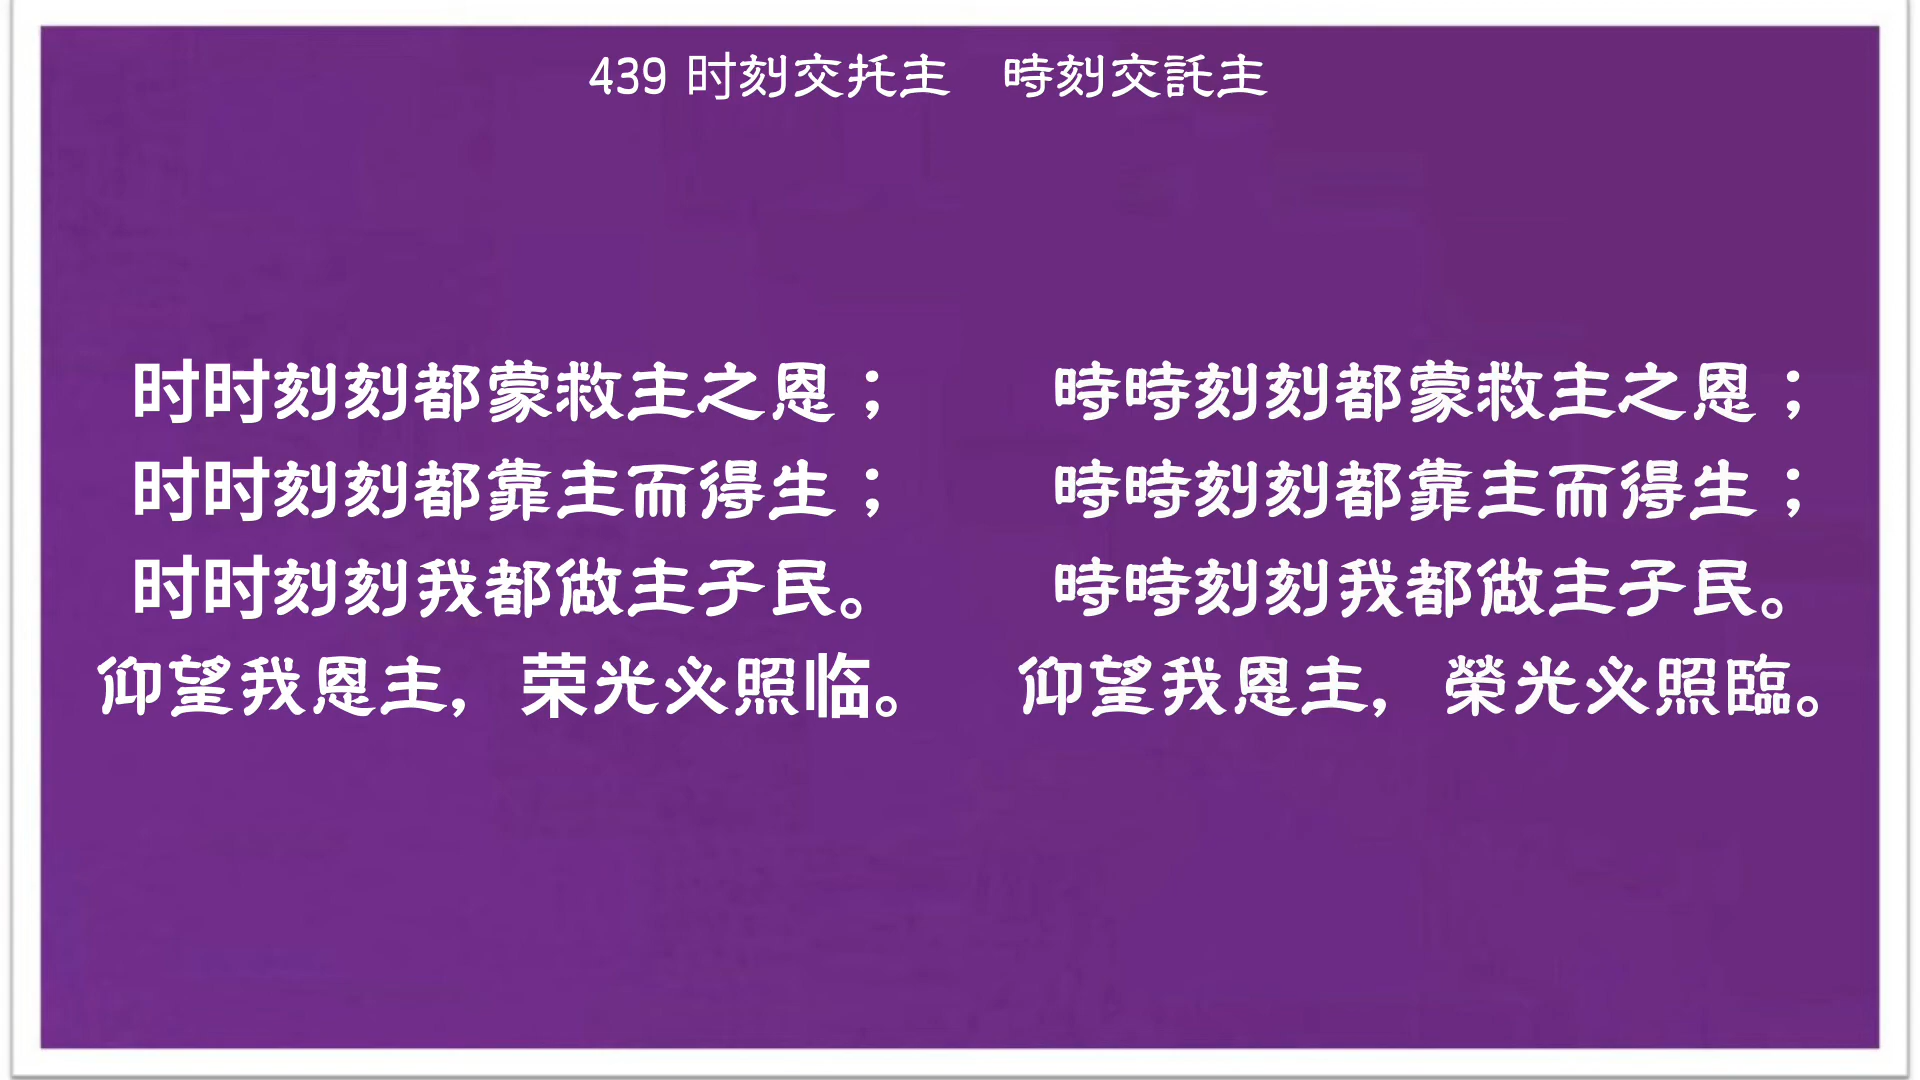 439 时刻交托主　時刻交託主
时时刻刻都蒙救主之恩；
时时刻刻都靠主而得生；
时时刻刻我都做主子民。
仰望我恩主，荣光必照临。
時時刻刻都蒙救主之恩；
時時刻刻都靠主而得生；
時時刻刻我都做主子民。
仰望我恩主，榮光必照臨。